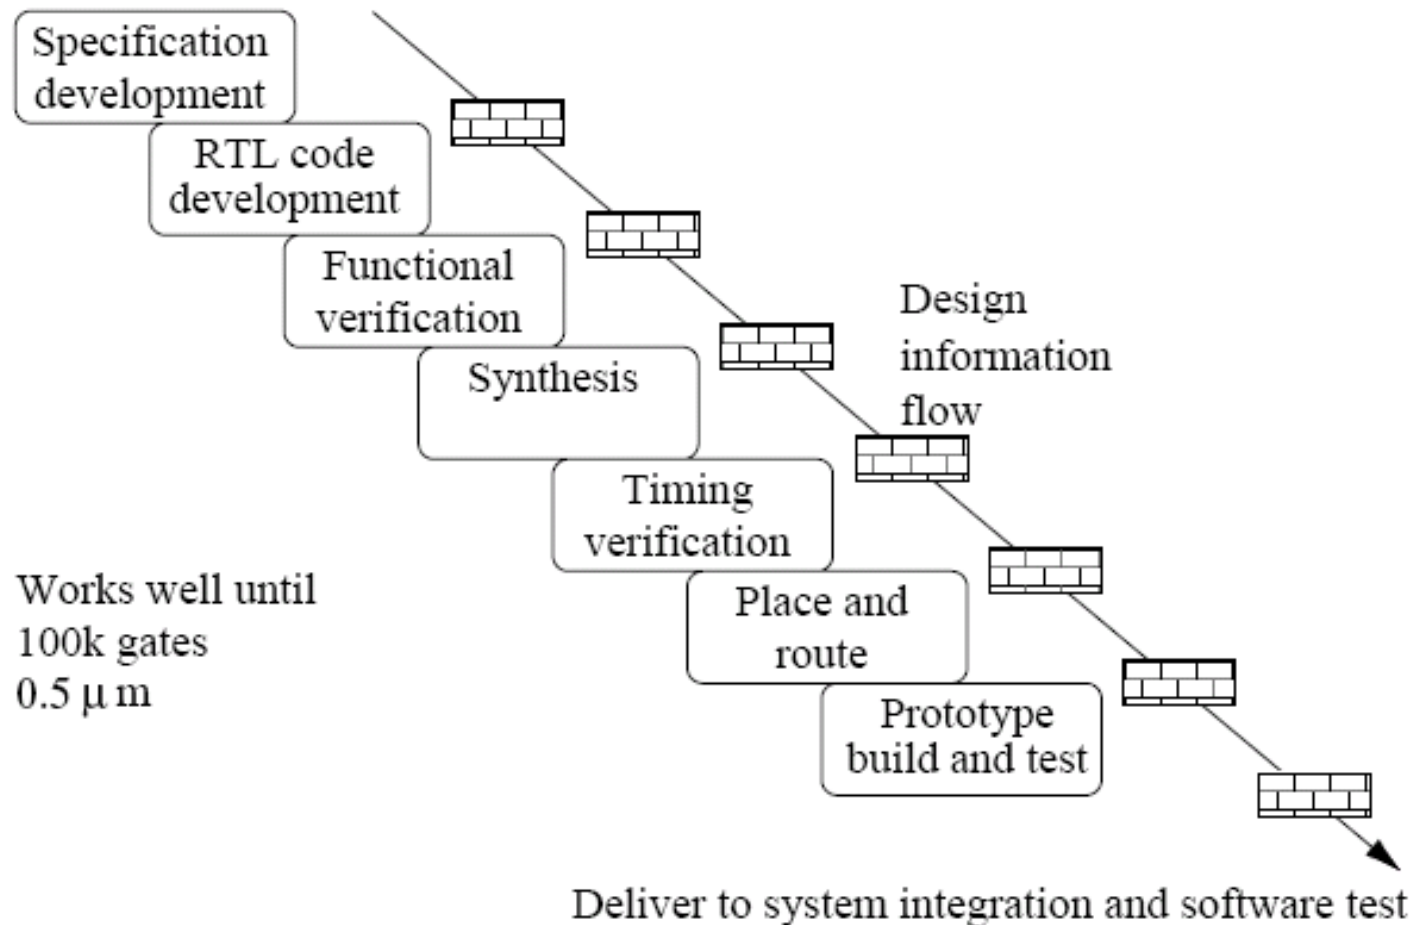 Specification
development
RTL code
development
Functional
verification
Design
information
flow
Synthesis
Timing
verification
Works well until
100k gates
0.5 μ m
Place and
route
Prototype
build and test
Deliver to system integration and software test